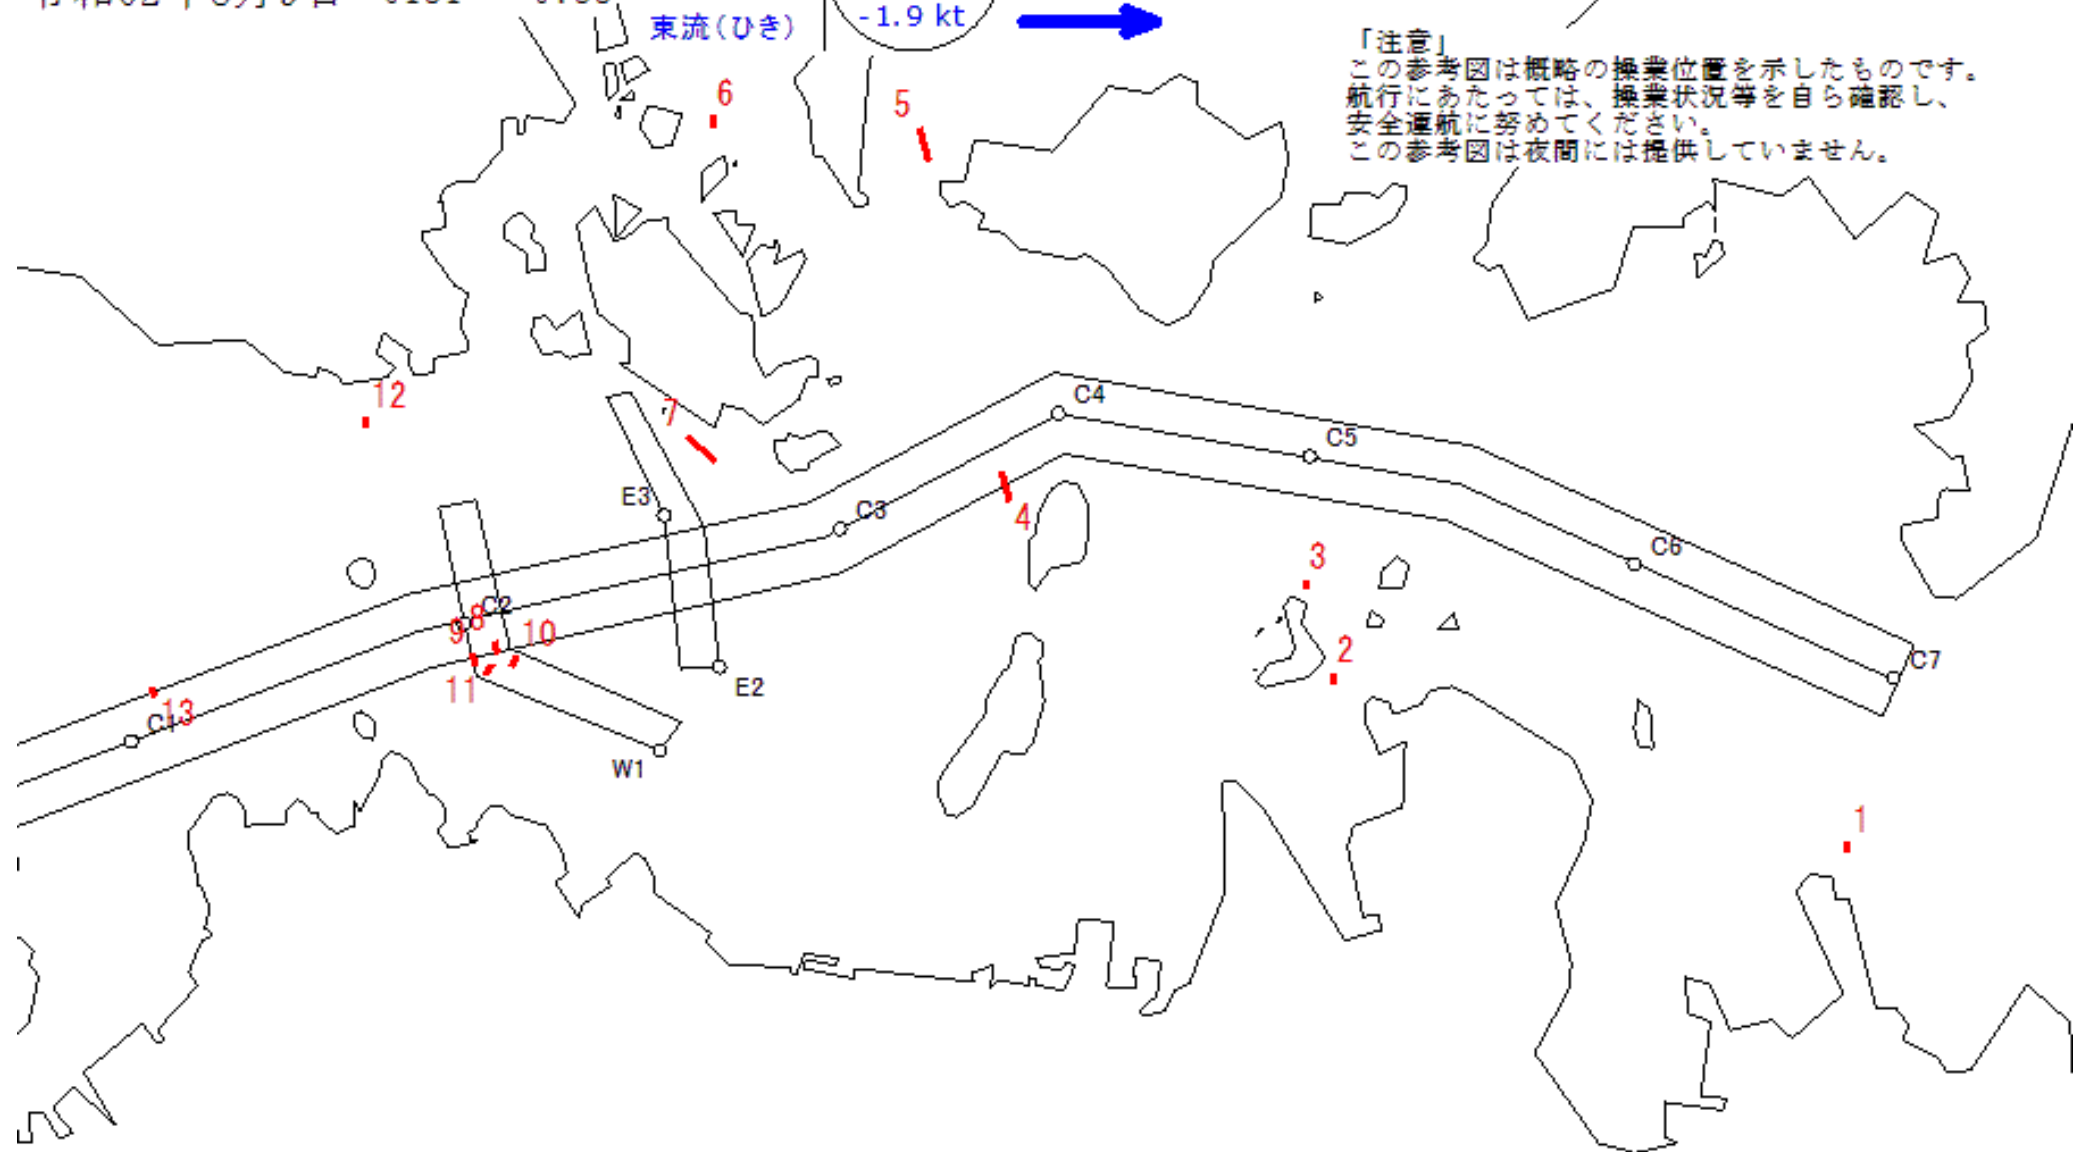 東流(ひき)
-1.9 kt
「注意」
この参考図は概略の操業位置を示したものです。
航行にあたっては、操業状況等を自ら確認し、
安全運航に努めてください。
この参考図は夜間には提供していません。
6
5
12
7
C4
C5
E3
C3
4
C6
3
C2
9
8
10
2
C7
11
E2
13
C1
W1
1